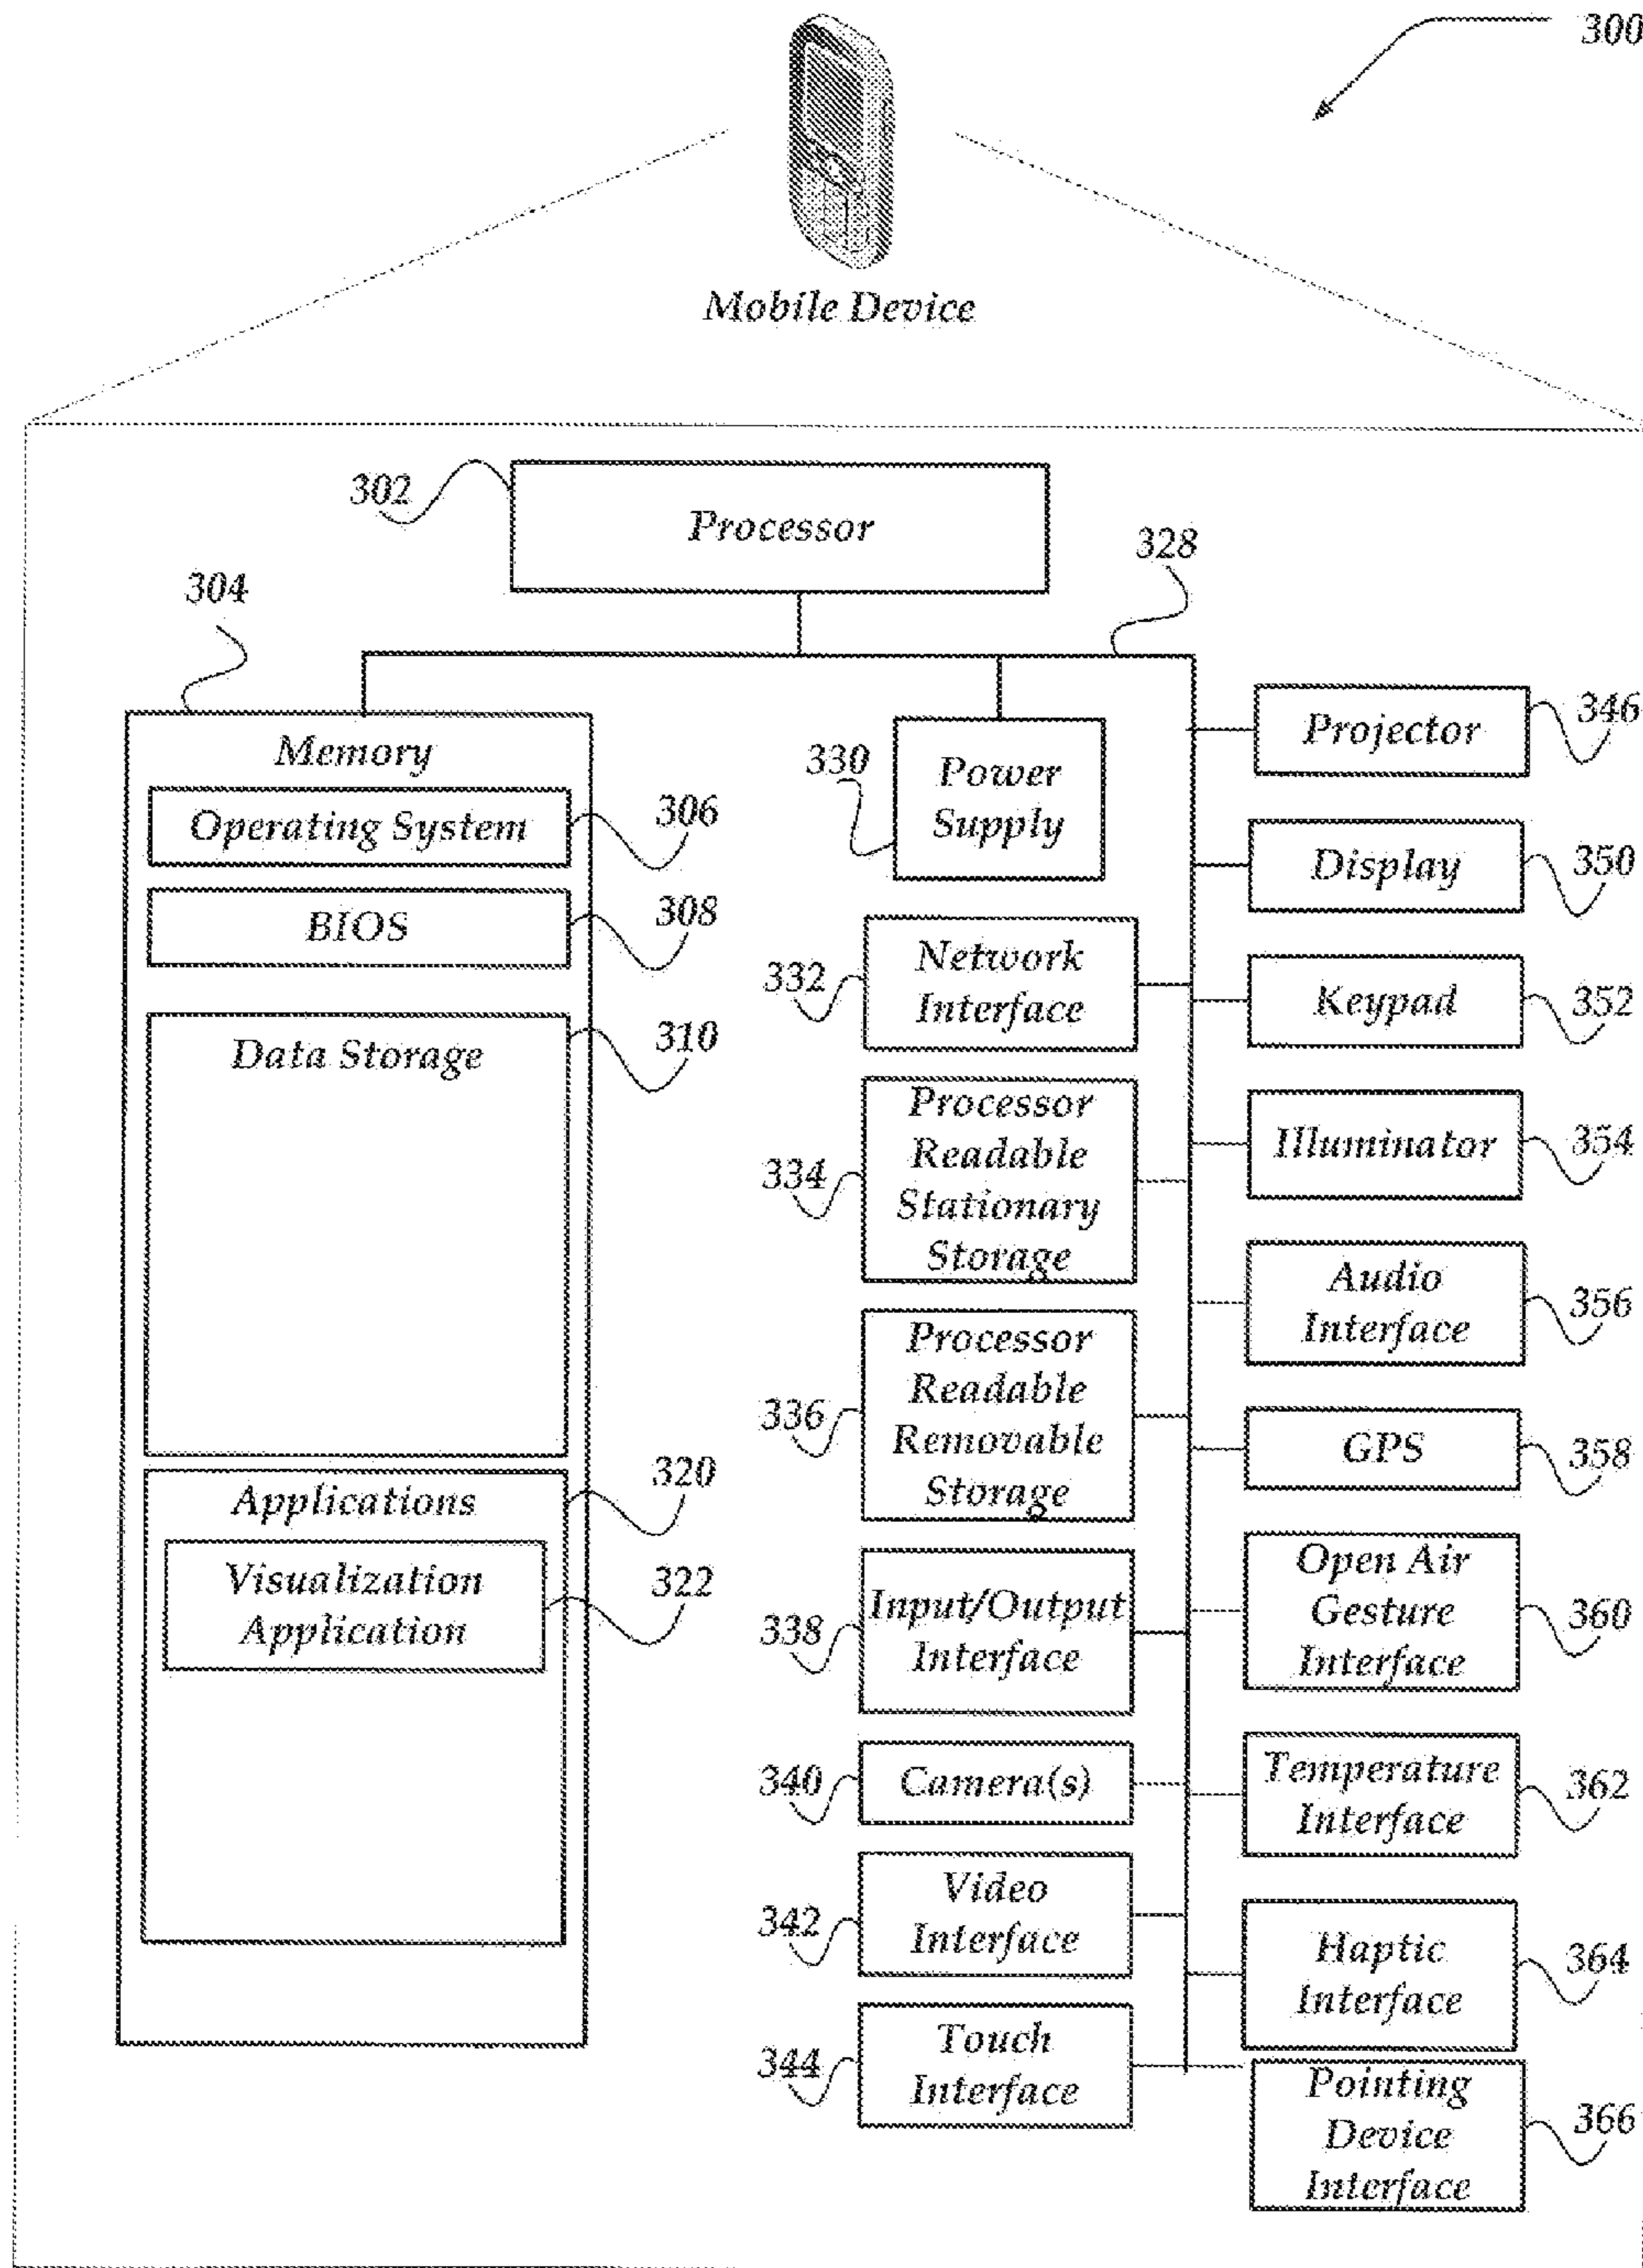 300
Mobile Device
302
Processor
328
304
Memory
Operating System
306
BIOS
308
Data Storage
310
Applications
320
Visualization
Application
322
330
Power
Supply
332
Network
Interface
334
Processor
Readable
Stationary
Storage
336
Processor
Readable
Removable
Storage
338
Input/Output
Interface
340
Camera(s)
342
Video
Interface
344
Touch
Interface
Projector
346
Display
350
Keypad
352
Illuminator
354
Audio
Interface
356
GPS
358
Open Air
Gesture
Interface
360
Temperature
Interface
362
Haptic
Interface
364
Pointing
Device
Interface
366